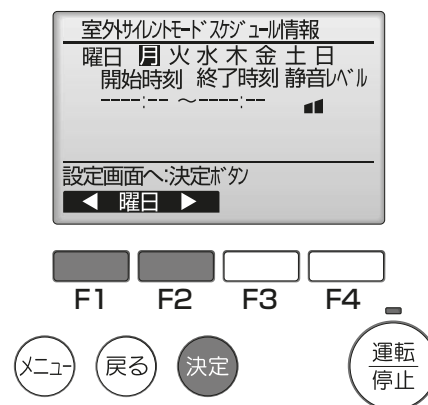 室外ｻｲﾚﾝﾄﾓｰﾄﾞｽｹｼﾞｭｰﾙ情報
曜日 月 火 水 木 金 土 日
開始時刻 終了時刻 静音ﾚﾍﾞﾙ
----:-- ～----:--
設定画面へ:決定ﾎﾞﾀﾝ
◀ 曜日 ▶
F1 F2 F3 F4
メニュー 戻る 決定 運転
停止